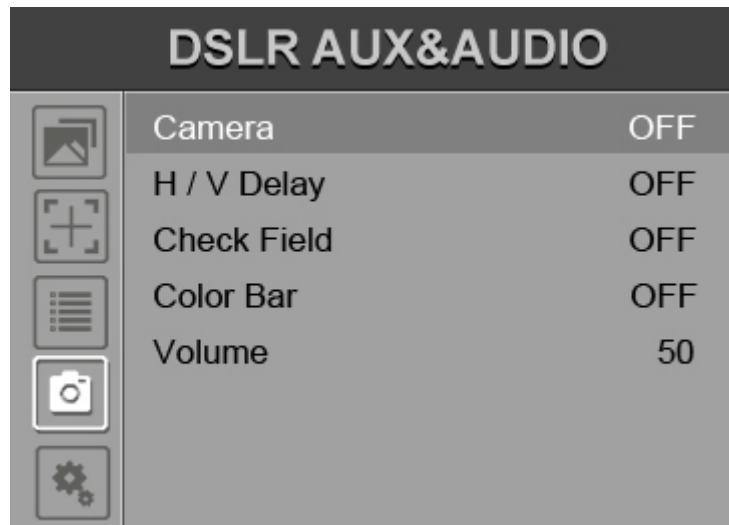 DSLR AUX&AUDIO
Camera OFF
H / V Delay OFF
Check Field OFF
Color Bar OFF
Volume 50